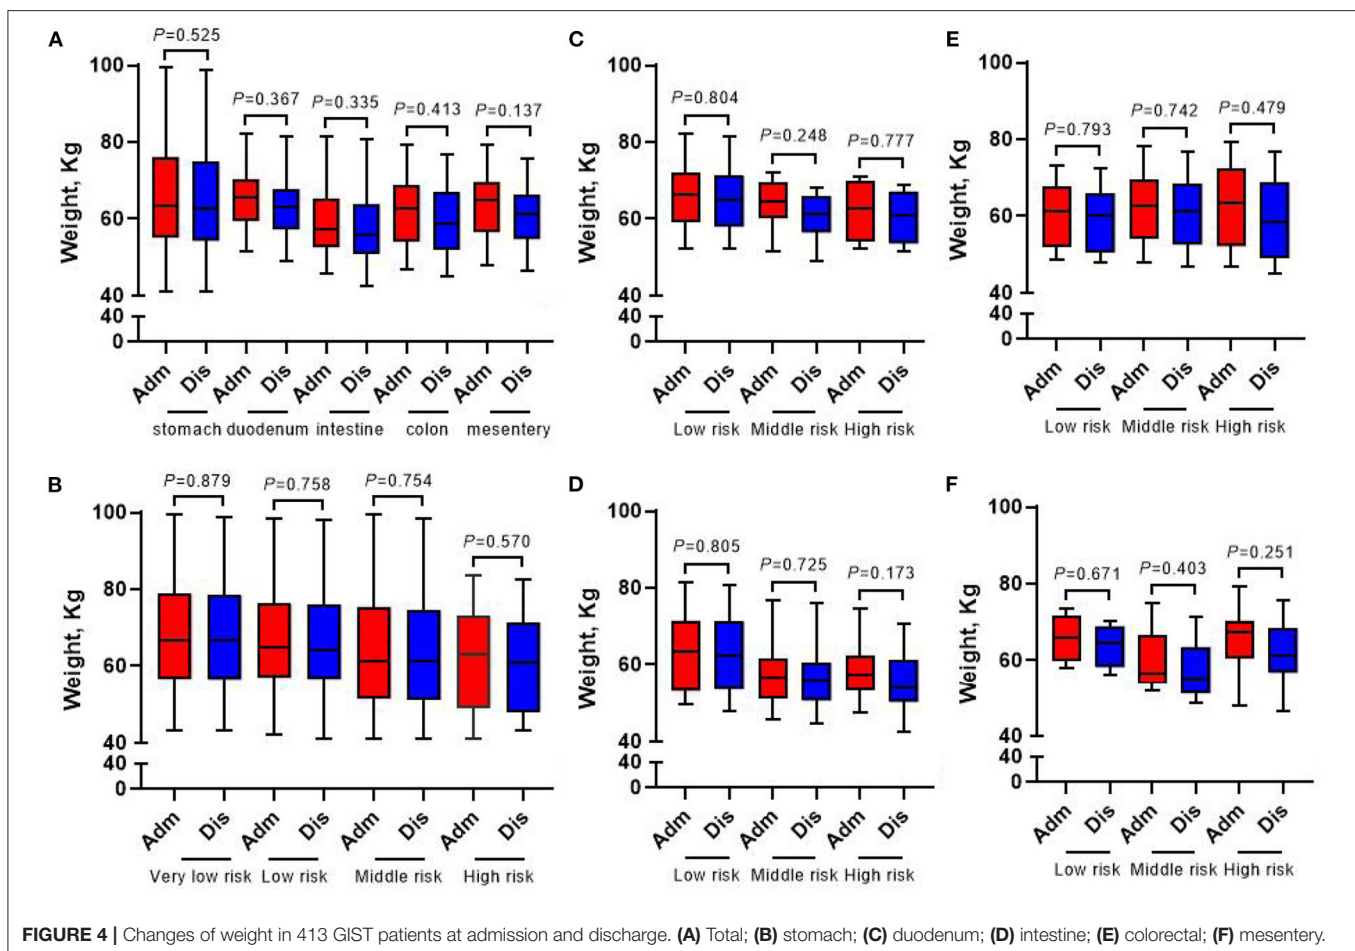 A
P=0.525
P=0.367
P=0.335
P=0.413
P=0.137
Weight, Kg
100
80
60
40
40
0
Adm Dis Adm Dis Adm Dis Adm Dis Adm Dis
stomach duodenum intestine colon mesentery
C
P=0.804
P=0.248
P=0.777
Weight, Kg
100
80
60
40
40
0
Adm Dis Adm Dis Adm Dis
Low risk Middle risk High risk
E
P=0.793
P=0.742
P=0.479
Weight, Kg
100
80
60
40
40
0
Adm Dis Adm Dis Adm Dis
Low risk Middle risk High risk
B
P=0.879
P=0.758
P=0.754
P=0.570
Weight, Kg
100
80
60
40
40
0
Adm Dis Adm Dis Adm Dis Adm Dis
Very low risk Low risk Middle risk High risk
D
P=0.805
P=0.725
P=0.173
Weight, Kg
100
80
60
40
40
0
Adm Dis Adm Dis Adm Dis
Low risk Middle risk High risk
F
P=0.671
P=0.403
P=0.251
Weight, Kg
100
80
60
40
40
0
Adm Dis Adm Dis Adm Dis
Low risk Middle risk High risk
FIGURE 4 | Changes of weight in 413 GIST patients at admission and discharge. (A) Total; (B) stomach; (C) duodenum; (D) intestine; (E) colorectal; (F) mesentery.